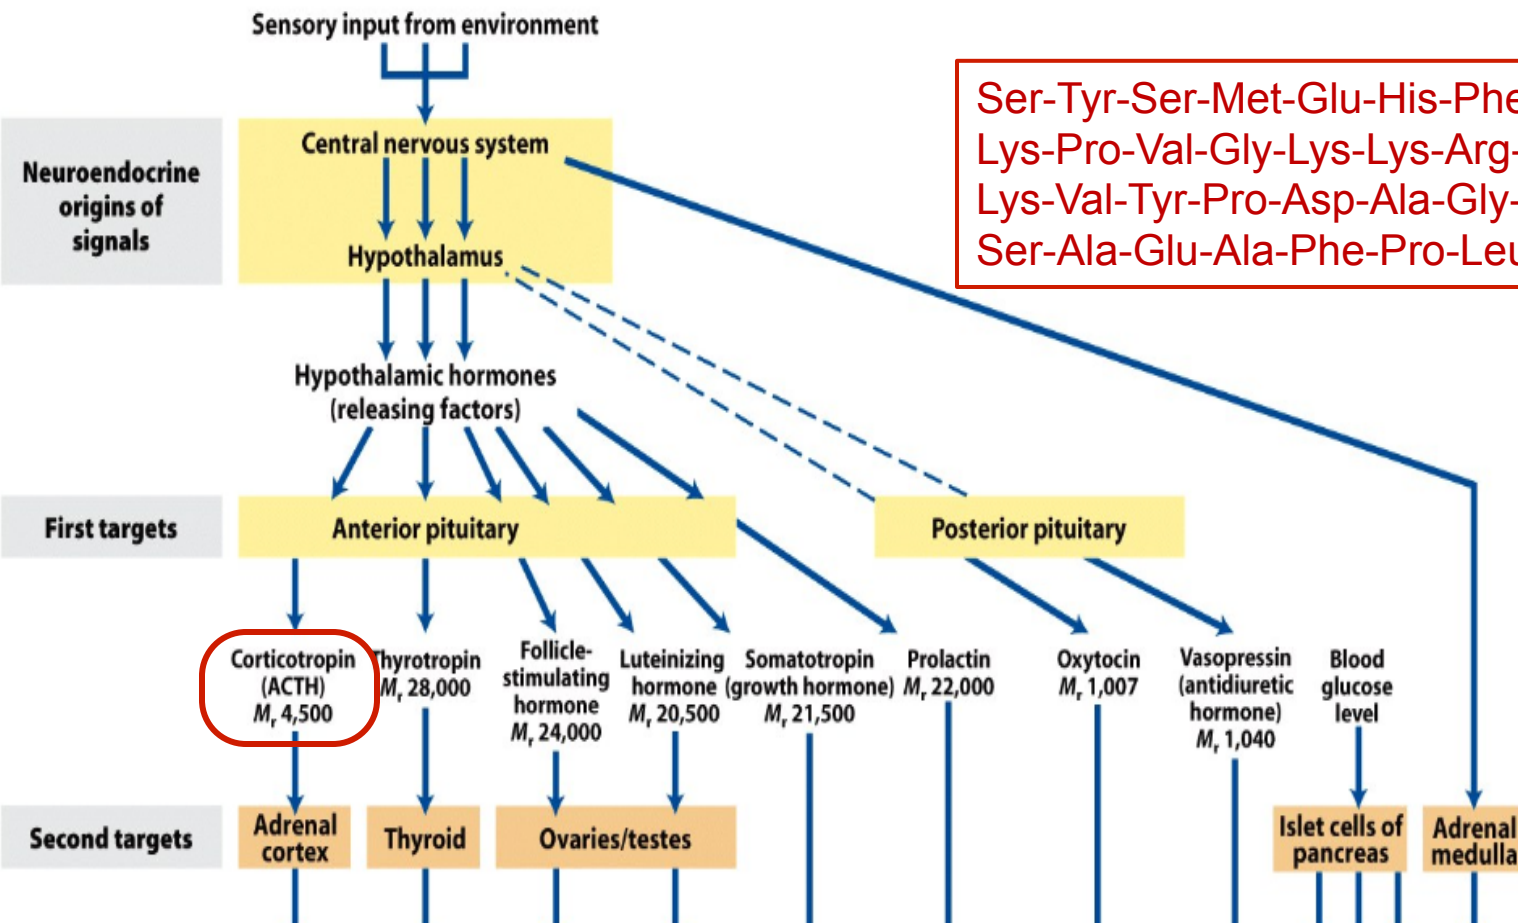 Sensory input from environment
Ser-Tyr-Ser-Met-Glu-His-Phe
Lys-Pro-Val-Gly-Lys-Lys-Arg-
Lys-Val-Tyr-Pro-Asp-Ala-Gly-
Ser-Ala-Glu-Ala-Phe-Pro-Leu
Neuroendocrine
origins of
signals
Central nervous system
Hypothalamus
Hypothalamic hormones
(releasing factors)
First targets
Anterior pituitary
Posterior pituitary
Corticotropin
(ACTH)
Mr 4,500
Thyrotropin
Mr 28,000
Follicle-
stimulating
hormone
Mr 24,000
Luteinizing
hormone
Mr 20,500
Somatotropin
(growth hormone)
Mr 21,500
Prolactin
Mr 22,000
Oxytocin
Mr 1,007
Vasopressin
(antidiuretic
hormone)
Mr 1,040
Blood
glucose
level
Second targets
Adrenal
cortex
Thyroid
Ovaries/testes
Islet cells of
pancreas
Adrenal
medulla